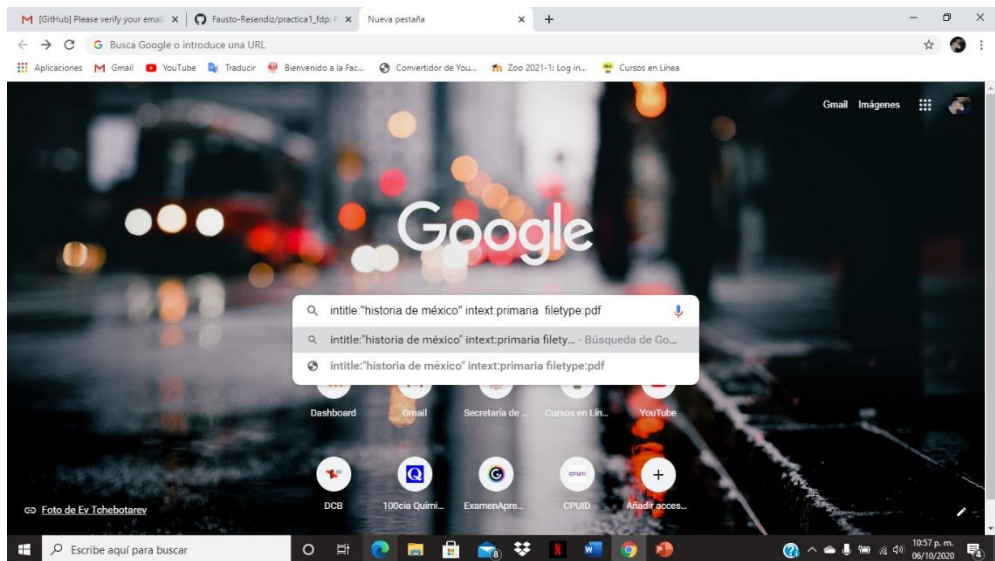 [GitHub] Please verify your emai
Fausto-Resendiz/practica1_fdp: P
Nueva pestaña
Busca Google o introduce una URL
Aplicaciones
Gmail
YouTube
Traducir
Bienvenido a la Fac...
Convertidor de You...
Zoo 2021-1: Log in...
Cursos en Línea
Gmail Imágenes
Google
intitle:"historia de méxico" intext:primaria filetype:pdf
intitle:"historia de méxico" intext:primaria filety... - Búsqueda de Go...
intitle:"historia de méxico" intext:primaria filetype:pdf
Dashboard
Gmail
Secretaría de ...
Cursos en Lín...
YouTube
DCB
100cia Quími...
ExamenApre...
CPUID
Añadir acces...
Foto de Ev Tchebotarev
Escribe aquí para buscar
10:57 p. m.
06/10/2020